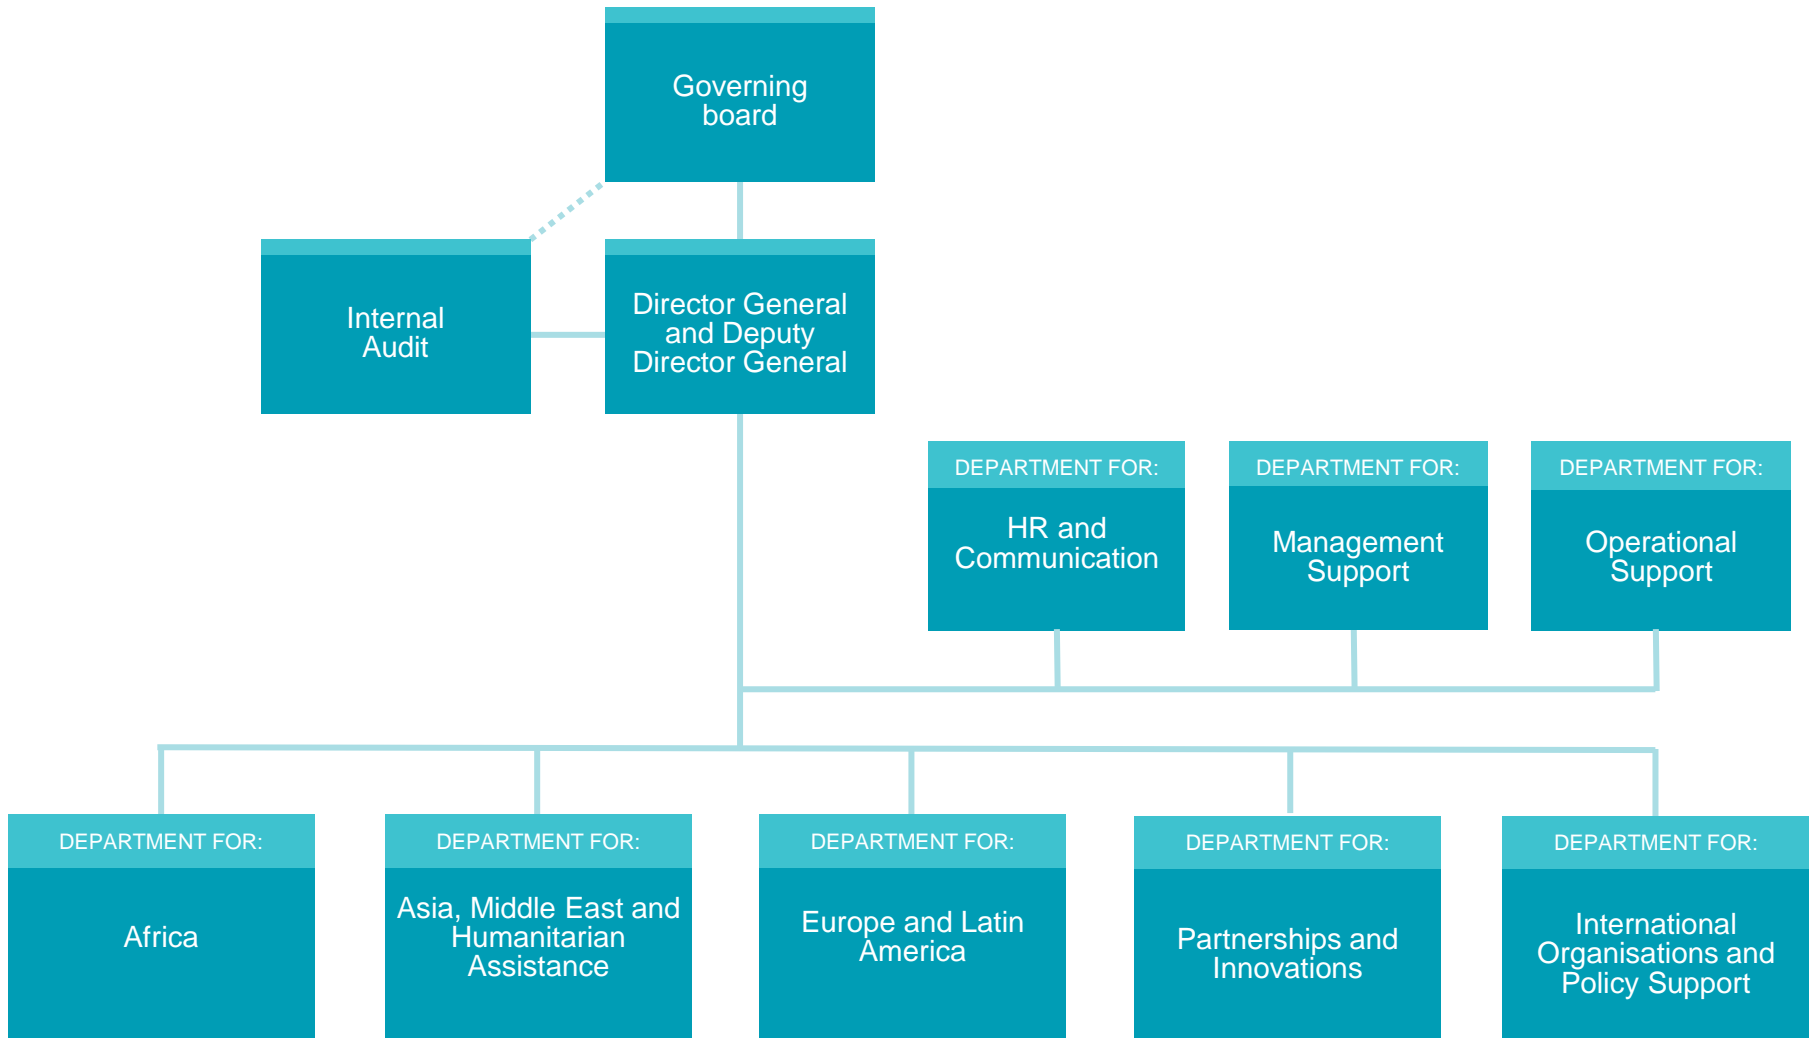 Governing
board
Internal
Audit
Director General
and Deputy
Director General
DEPARTMENT FOR:
HR and
Communication
DEPARTMENT FOR:
Management
Support
DEPARTMENT FOR:
Operational
Support
DEPARTMENT FOR:
Africa
DEPARTMENT FOR:
Asia, Middle East and
Humanitarian
Assistance
DEPARTMENT FOR:
Europe and Latin
America
DEPARTMENT FOR:
Partnerships and
Innovations
DEPARTMENT FOR:
International
Organisations and
Policy Support